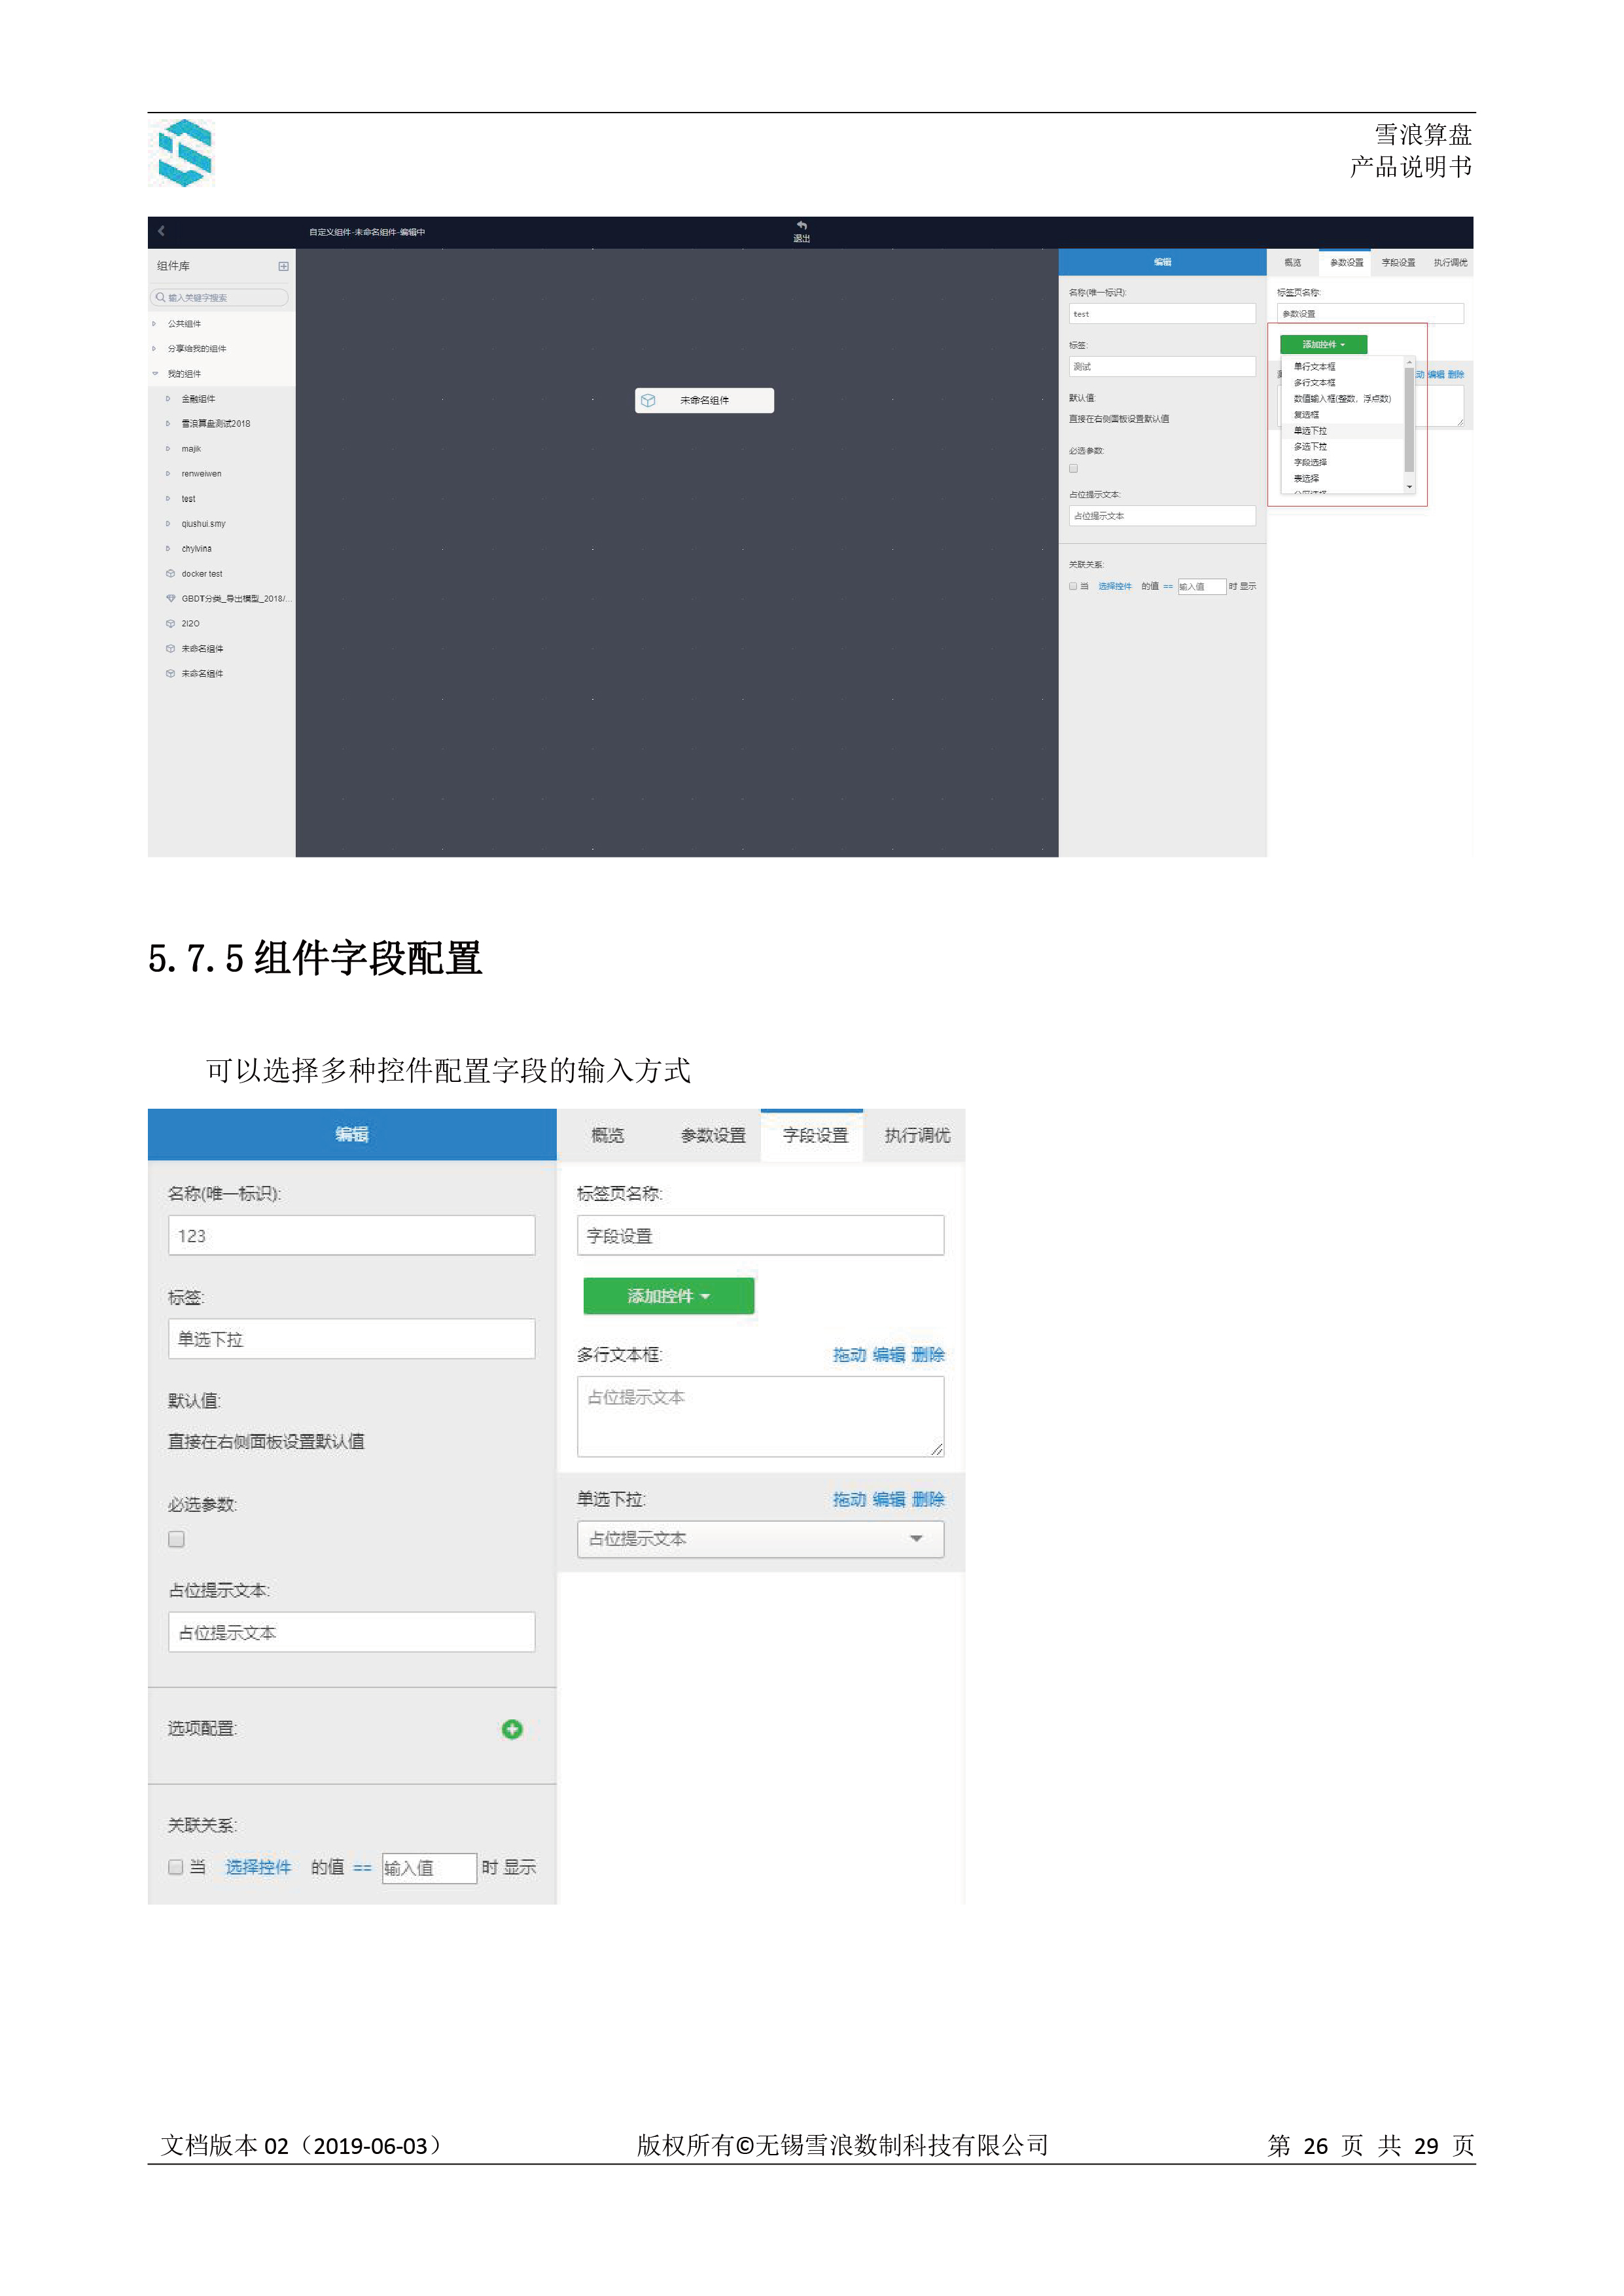 雪浪算盘
产品说明书
自定义组件-未命名组件-编辑中
退出
组件库
输入关键字搜索
公共组件
分享给我的组件
我的组件
金融组件
雪浪算盘测试2018
majik
renweiwen
test
qiushui.smy
chylvina
docker test
GBDT分类_导出模型_2018/...
2I2O
未命名组件
未命名组件
未命名组件
编辑
名称(唯一标识):
test
标签:
测试
默认值:
直接在右侧面板设置默认值
必选参数:
占位提示文本:
占位提示文本
关联关系:
当 选择控件 的值 == 输入值 时 显示
概览 参数设置 字段设置 执行调优
标签页名称:
参数设置
添加控件
动 编辑 删除
单行文本框
多行文本框
数值输入框(整数、浮点数)
复选框
单选下拉
多选下拉
字段选择
表选择
5.7.5 组件字段配置
可以选择多种控件配置字段的输入方式
编辑
名称(唯一标识):
123
标签:
单选下拉
默认值:
直接在右侧面板设置默认值
必选参数:
占位提示文本:
占位提示文本
选项配置:
关联关系:
当 选择控件 的值 == 输入值 时 显示
概览 参数设置 字段设置 执行调优
标签页名称:
字段设置
添加控件
多行文本框: 拖动 编辑 删除
占位提示文本
单选下拉: 拖动 编辑 删除
占位提示文本
文档版本 02（2019-06-03） 版权所有©无锡雪浪数制科技有限公司 第 26 页 共 29 页